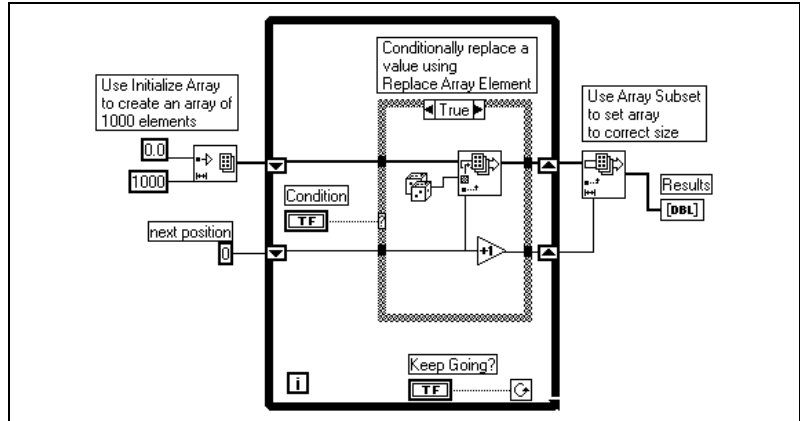 Use Initialize Array
to create an array of
1000 elements
0.0
1000
next position
0
Conditionally replace a
value using
Replace Array Element
True
Condition
TF
?
+1
i
Keep Going?
TF
Use Array Subset
to set array
to correct size
Results
[DBL]